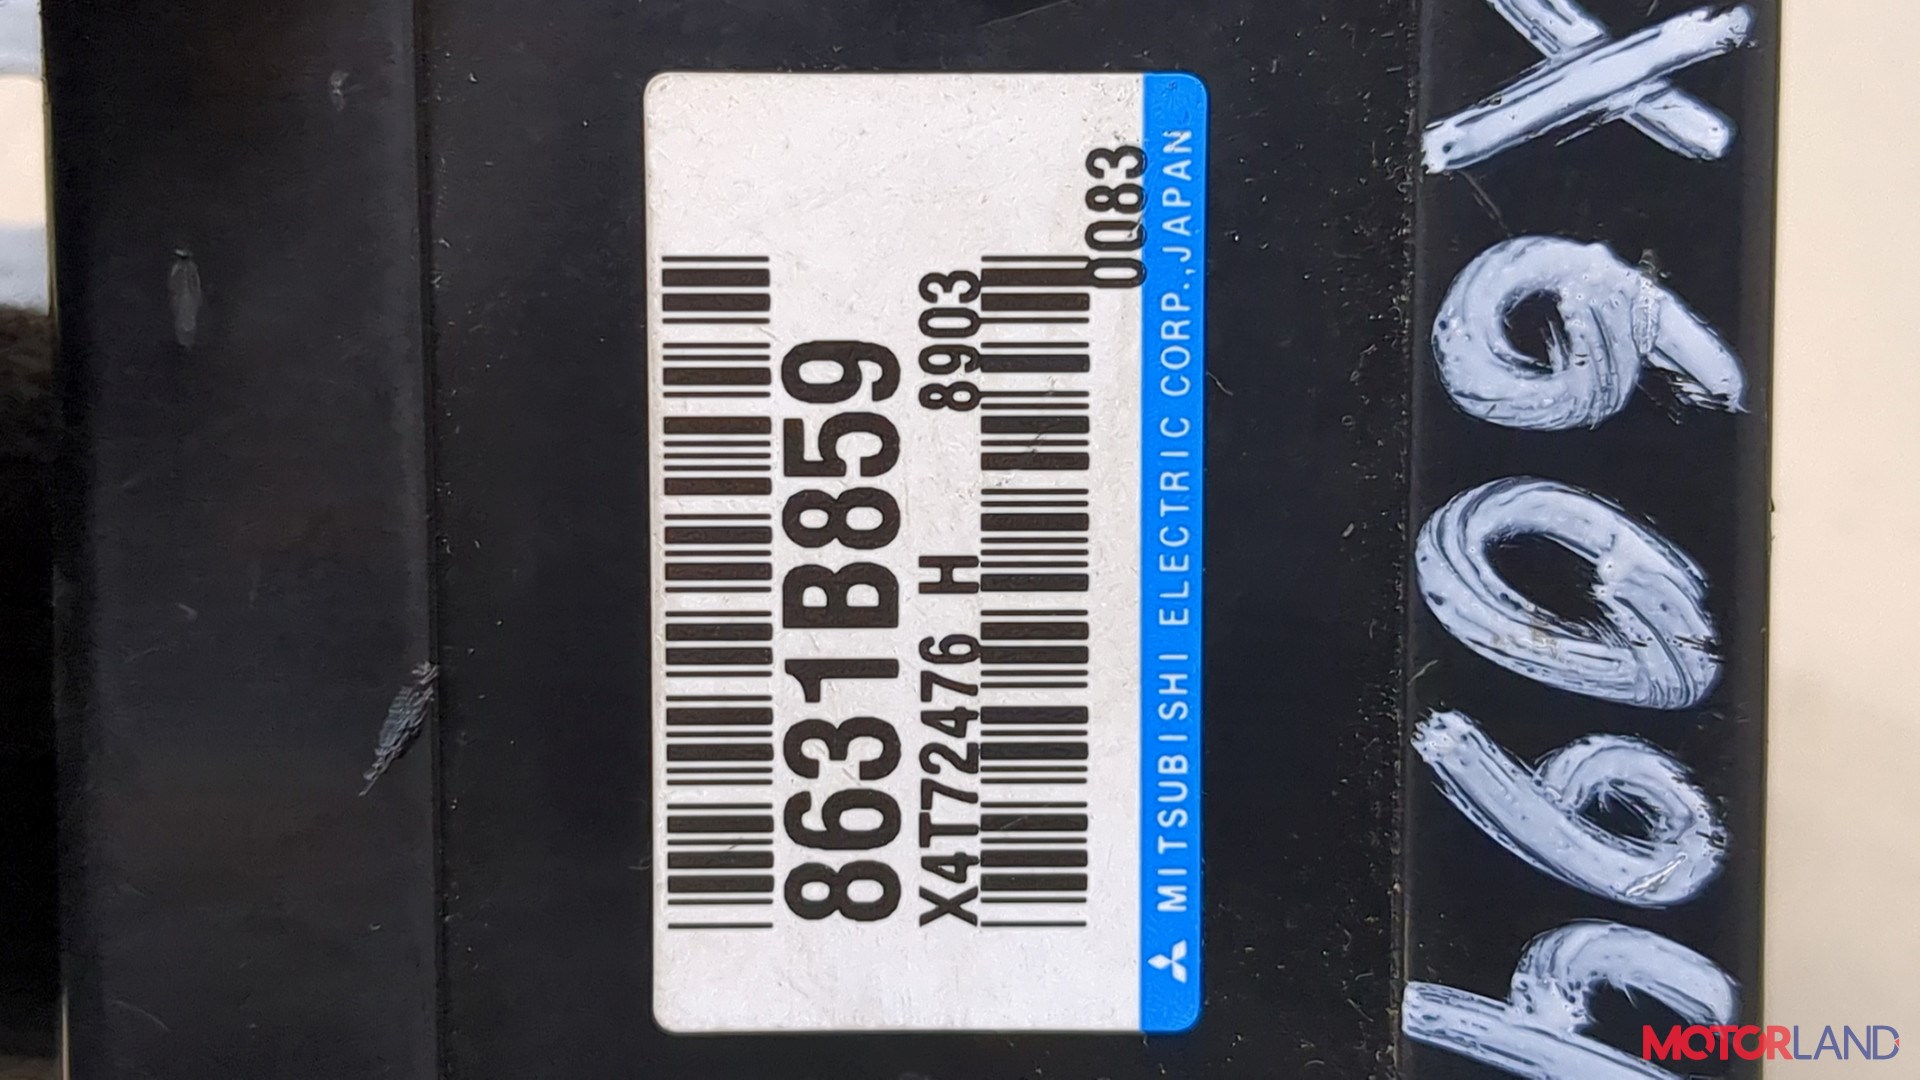 8631B859
X4T72476 H 8903
0083
MITSUBISHI ELECTRIC CORP.,JAPAN
MOTORLAND